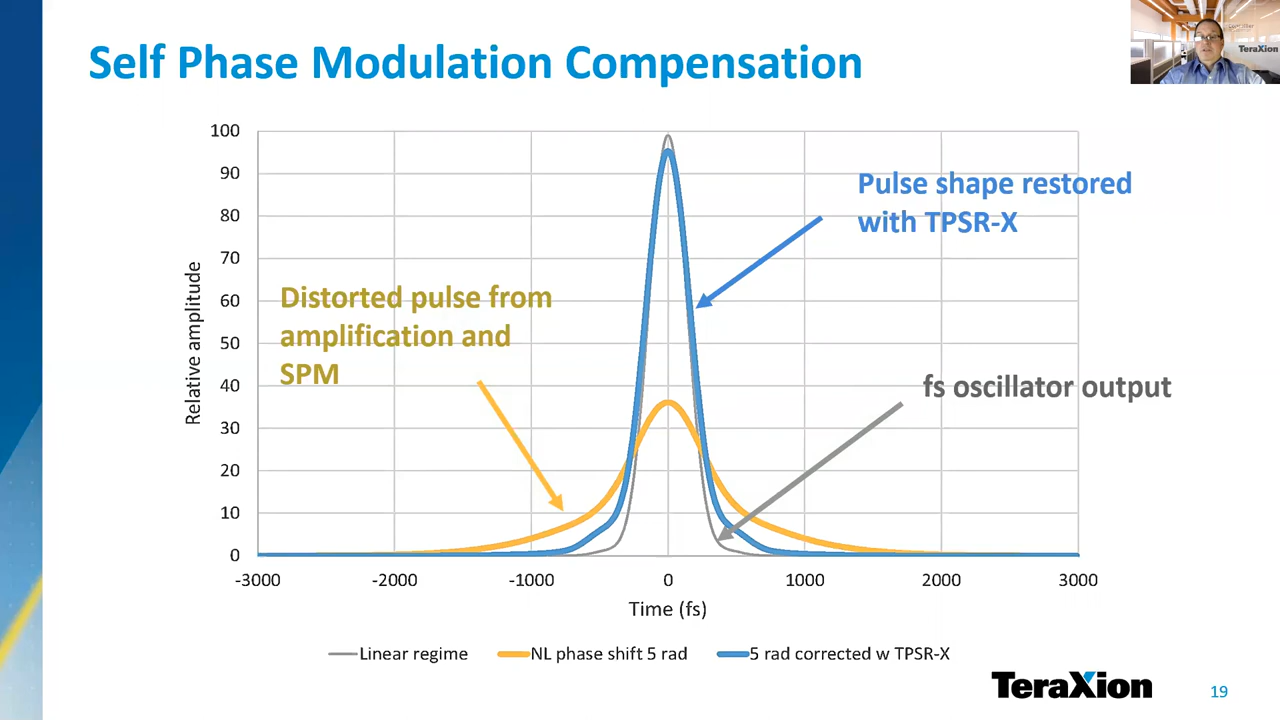 Self Phase Modulation Compensation
TeraXion
100
90
80
70
60
50
40
30
20
10
0
Relative amplitude
Pulse shape restored
with TPSR-X
Distorted pulse from
amplification and
SPM
fs oscillator output
-3000 -2000 -1000 0 1000 2000 3000
Time (fs)
Linear regime NL phase shift 5 rad 5 rad corrected w TPSR-X
TeraXion
19